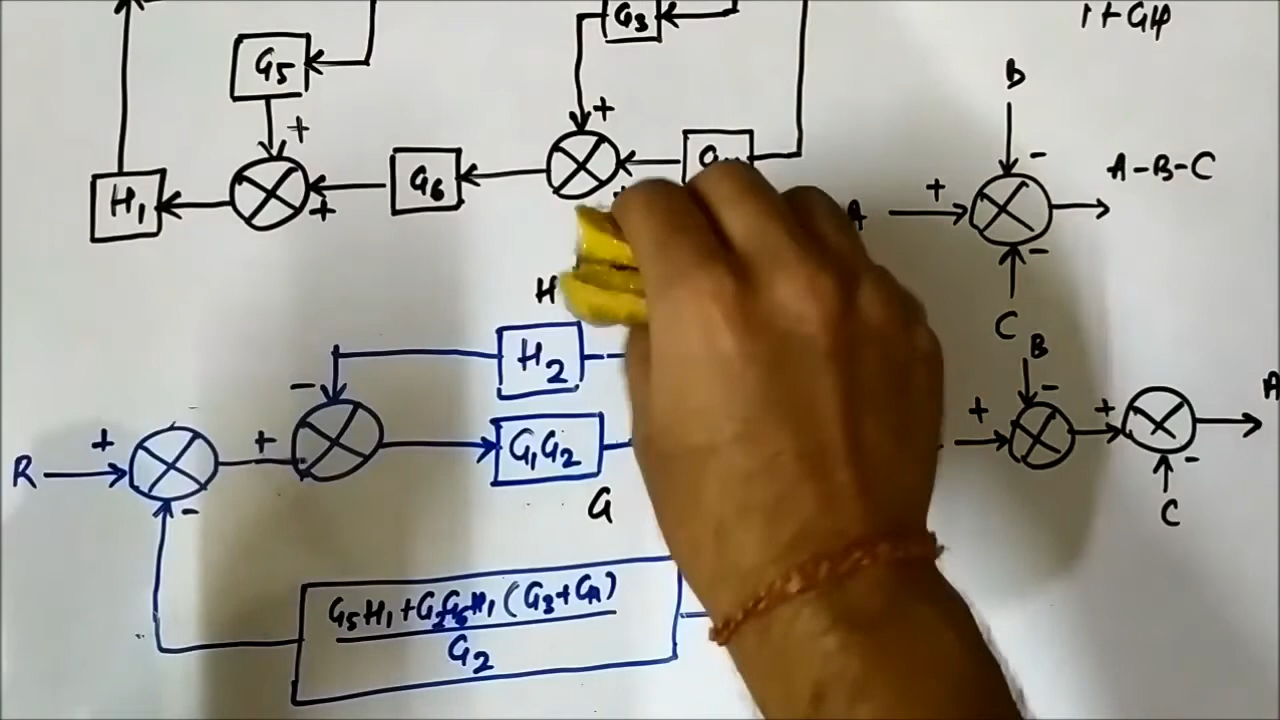 G3
1+GH
G5
+
B
-
A-B-C
+
G6
+
H1
+
A
+
-
C
H
B
-
H2
-
+
+
A
R
+
+
G1G2
-
C
-
G
G5H1+G2G6H1(G3+G4)
G2